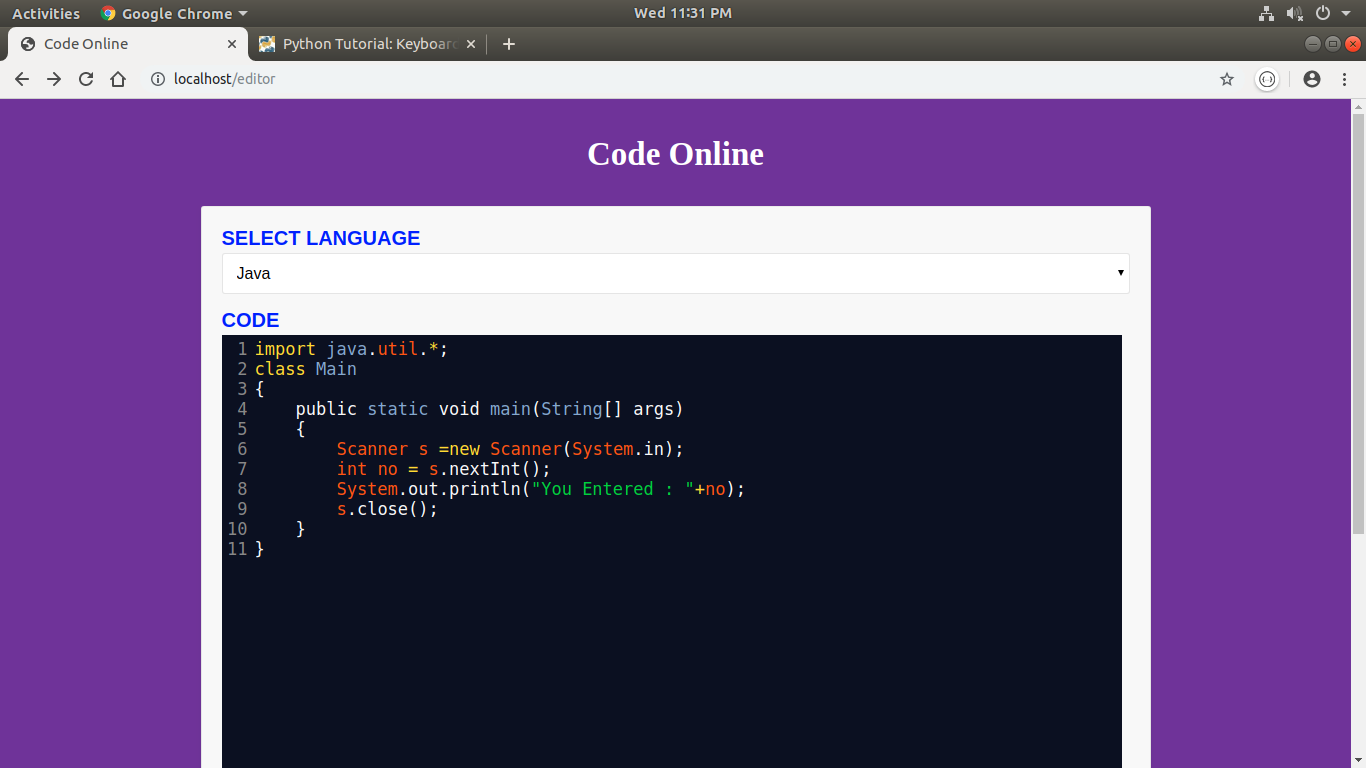 Activities Google Chrome Wed 11:31 PM
Code Online Python Tutorial: Keyboard
localhost/editor
Code Online
SELECT LANGUAGE
Java
CODE
1 import java.util.*;
2 class Main
3 {
4     public static void main(String[] args)
5     {
6         Scanner s =new Scanner(System.in);
7         int no = s.nextInt();
8         System.out.println("You Entered : "+no);
9         s.close();
10     }
11 }